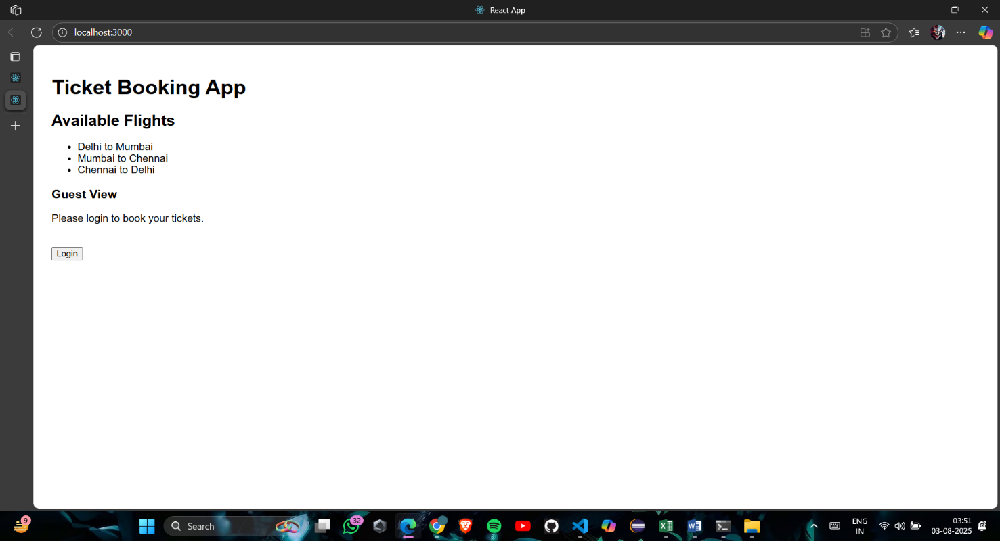 React App
localhost:3000
Ticket Booking App
Available Flights
Delhi to Mumbai
Mumbai to Chennai
Chennai to Delhi
Guest View
Please login to book your tickets.
Login
9
Search
32
ENG
IN
03:51
03-08-2025